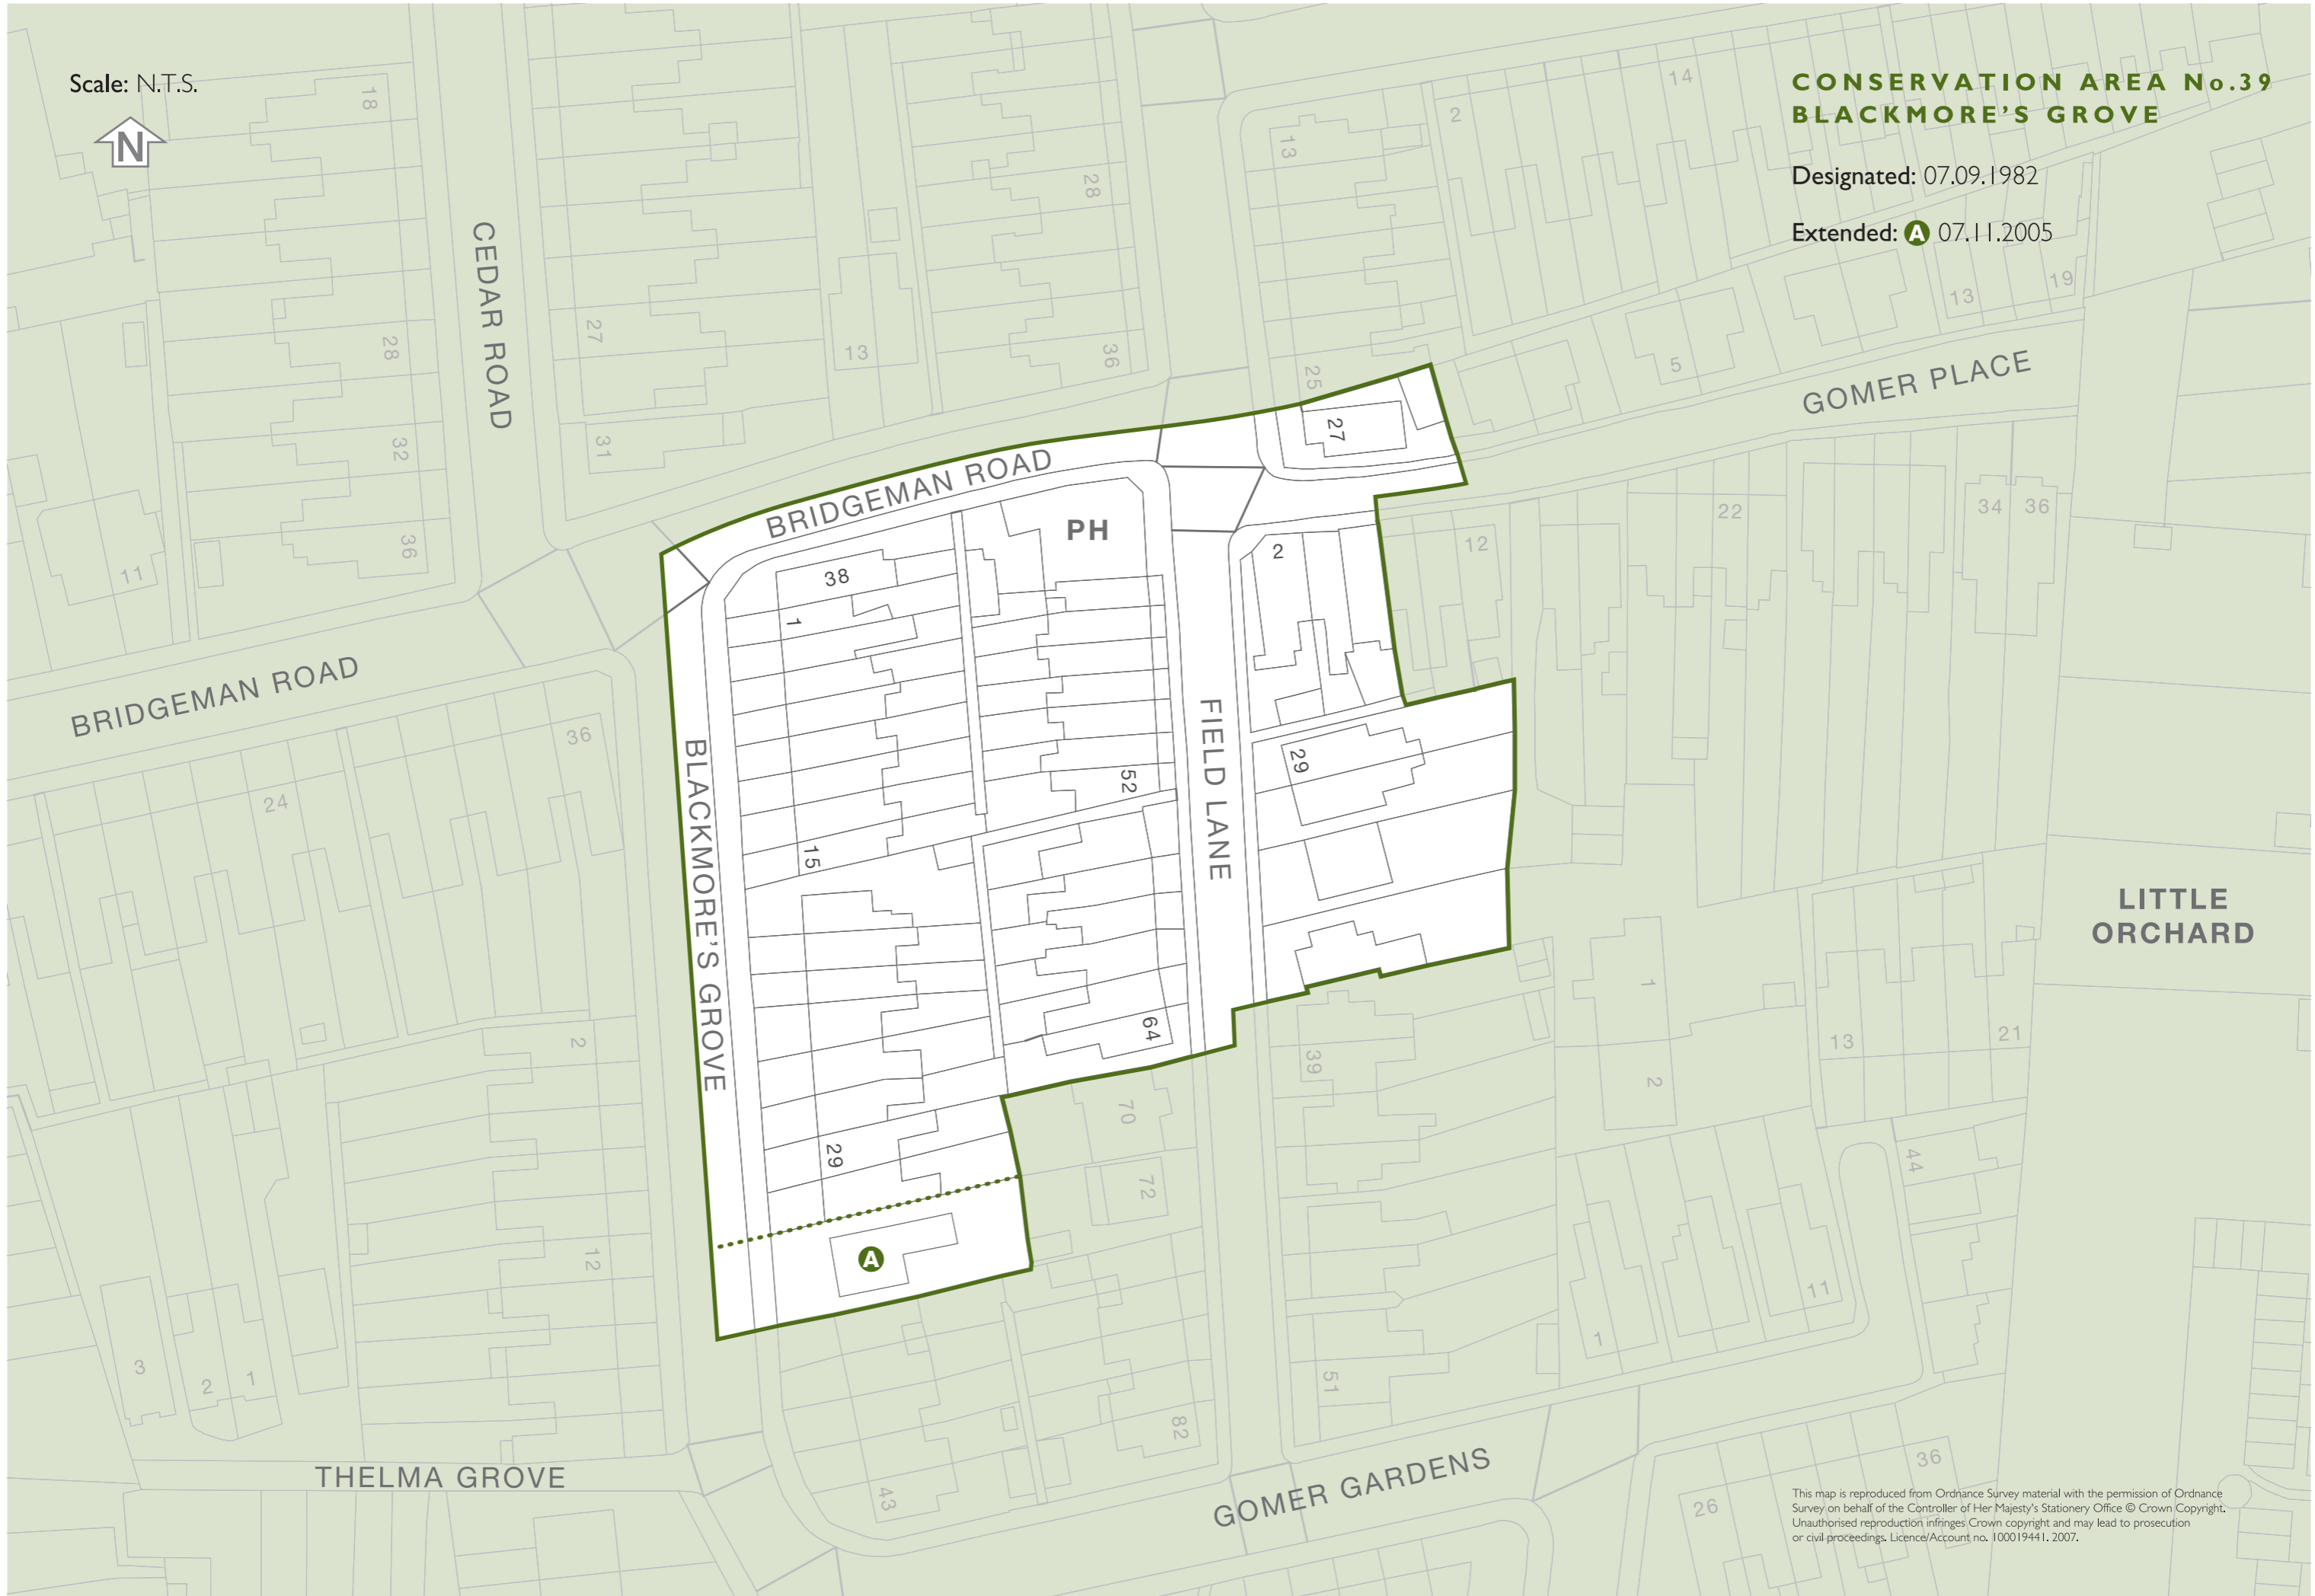 Scale: N.T.S.
N
CONSERVATION AREA No.39
BLACKMORE'S GROVE
Designated: 07.09.1982
Extended: A 07.11.2005
18
28
32
36
11
CEDAR ROAD
27
31
13
28
36
13
25
2
14
5
13
19
GOMER PLACE
BRIDGEMAN ROAD
27
PH
38
1
15
29
2
12
22
34
36
52
64
29
FIELD LANE
BLACKMORE'S GROVE
BRIDGEMAN ROAD
36
24
2
12
3
2
1
A
70
72
82
43
39
51
1
2
13
21
44
11
1
LITTLE
ORCHARD
THELMA GROVE
GOMER GARDENS
26
36
This map is reproduced from Ordnance Survey material with the permission of Ordnance
Survey on behalf of the Controller of Her Majesty's Stationery Office © Crown Copyright.
Unauthorised reproduction infringes Crown copyright and may lead to prosecution
or civil proceedings. Licence/Account no. 100019441. 2007.